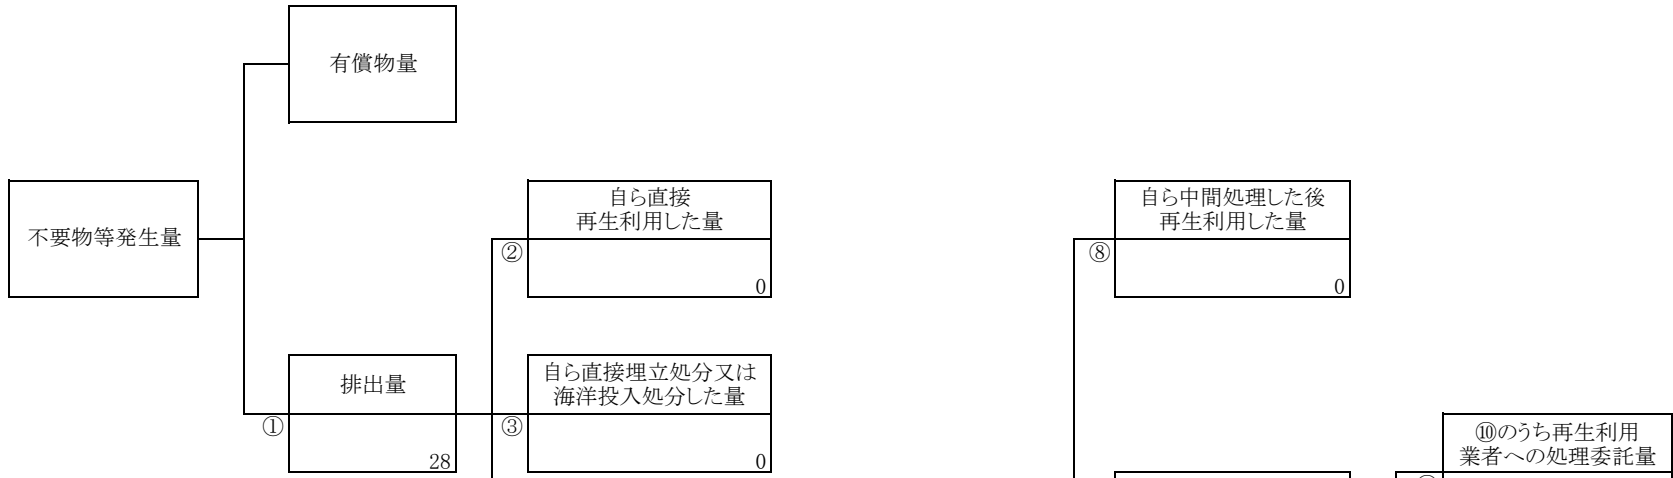 有償物量
不要物等発生量
自ら直接
再生利用した量
②
0
自ら中間処理した後
再生利用した量
⑧
0
排出量
①
28
自ら直接埋立処分又は
海洋投入処分した量
③
0
⑩のうち再生利用
業者への処理委託量